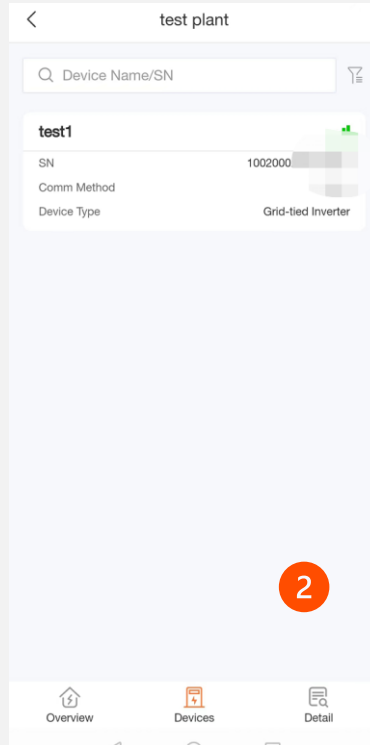 test plant
Device Name/SN
test1
SN 1002000
Comm Method
Device Type Grid-tied Inverter
2
Overview Devices Detail